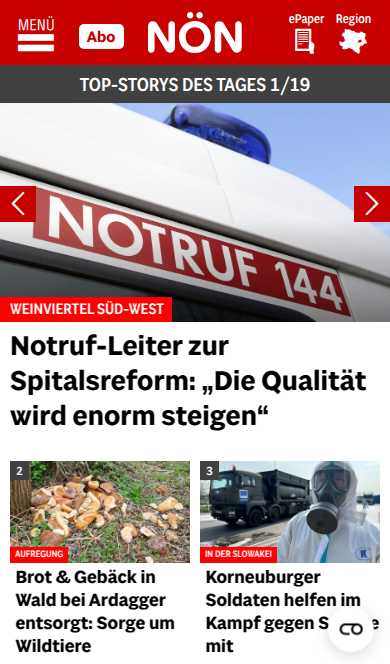 MENÜ
Abo
NÖN
ePaper
Region
TOP-STORYS DES TAGES 1/19
NOTRUF 144
WEINVIERTEL SÜD-WEST
Notruf-Leiter zur
Spitalsreform: „Die Qualität
wird enorm steigen“
2
AUFREGUNG
Brot & Gebäck in
Wald bei Ardagger
entsorgt: Sorge um
Wildtiere
3
IN DER SLOWAKEI
Korneuburger
Soldaten helfen im
Kampf gegen
mit